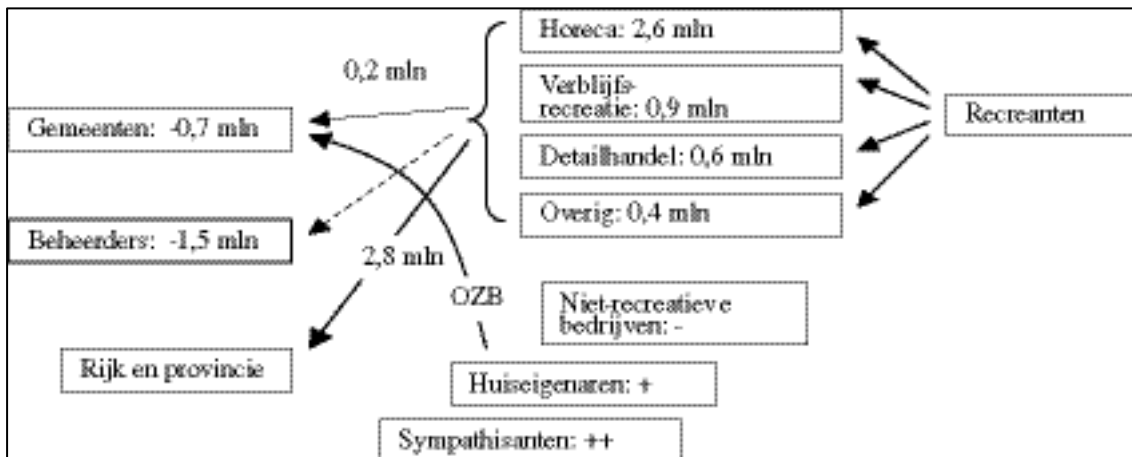 Horeca: 2,6 mln
0,2 mln
Verblijfs-
recreatie: 0,9 mln
Gemeenten: -0,7 mln
Recreanten
Detailhandel: 0,6 mln
Overig: 0,4 mln
Beheerders: -1,5 mln
2,8 mln
OZB
Niet-recreatieve
bedrijven: -
Rijk en provincie
Huiseigenaren: +
Sympathisanten: ++